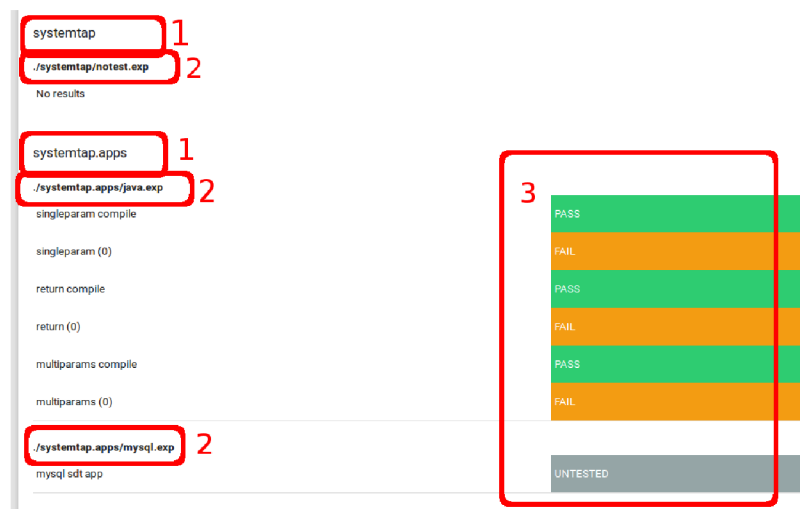 systemtap 1
./systemtap/notest.exp 2
No results
systemtap.apps 1
./systemtap.apps/java.exp 2
3
singleparam compile PASS
singleparam (0) FAIL
return compile PASS
return (0) FAIL
multiparams compile PASS
multiparams (0) FAIL
./systemtap.apps/mysql.exp 2
mysql sdt app UNTESTED